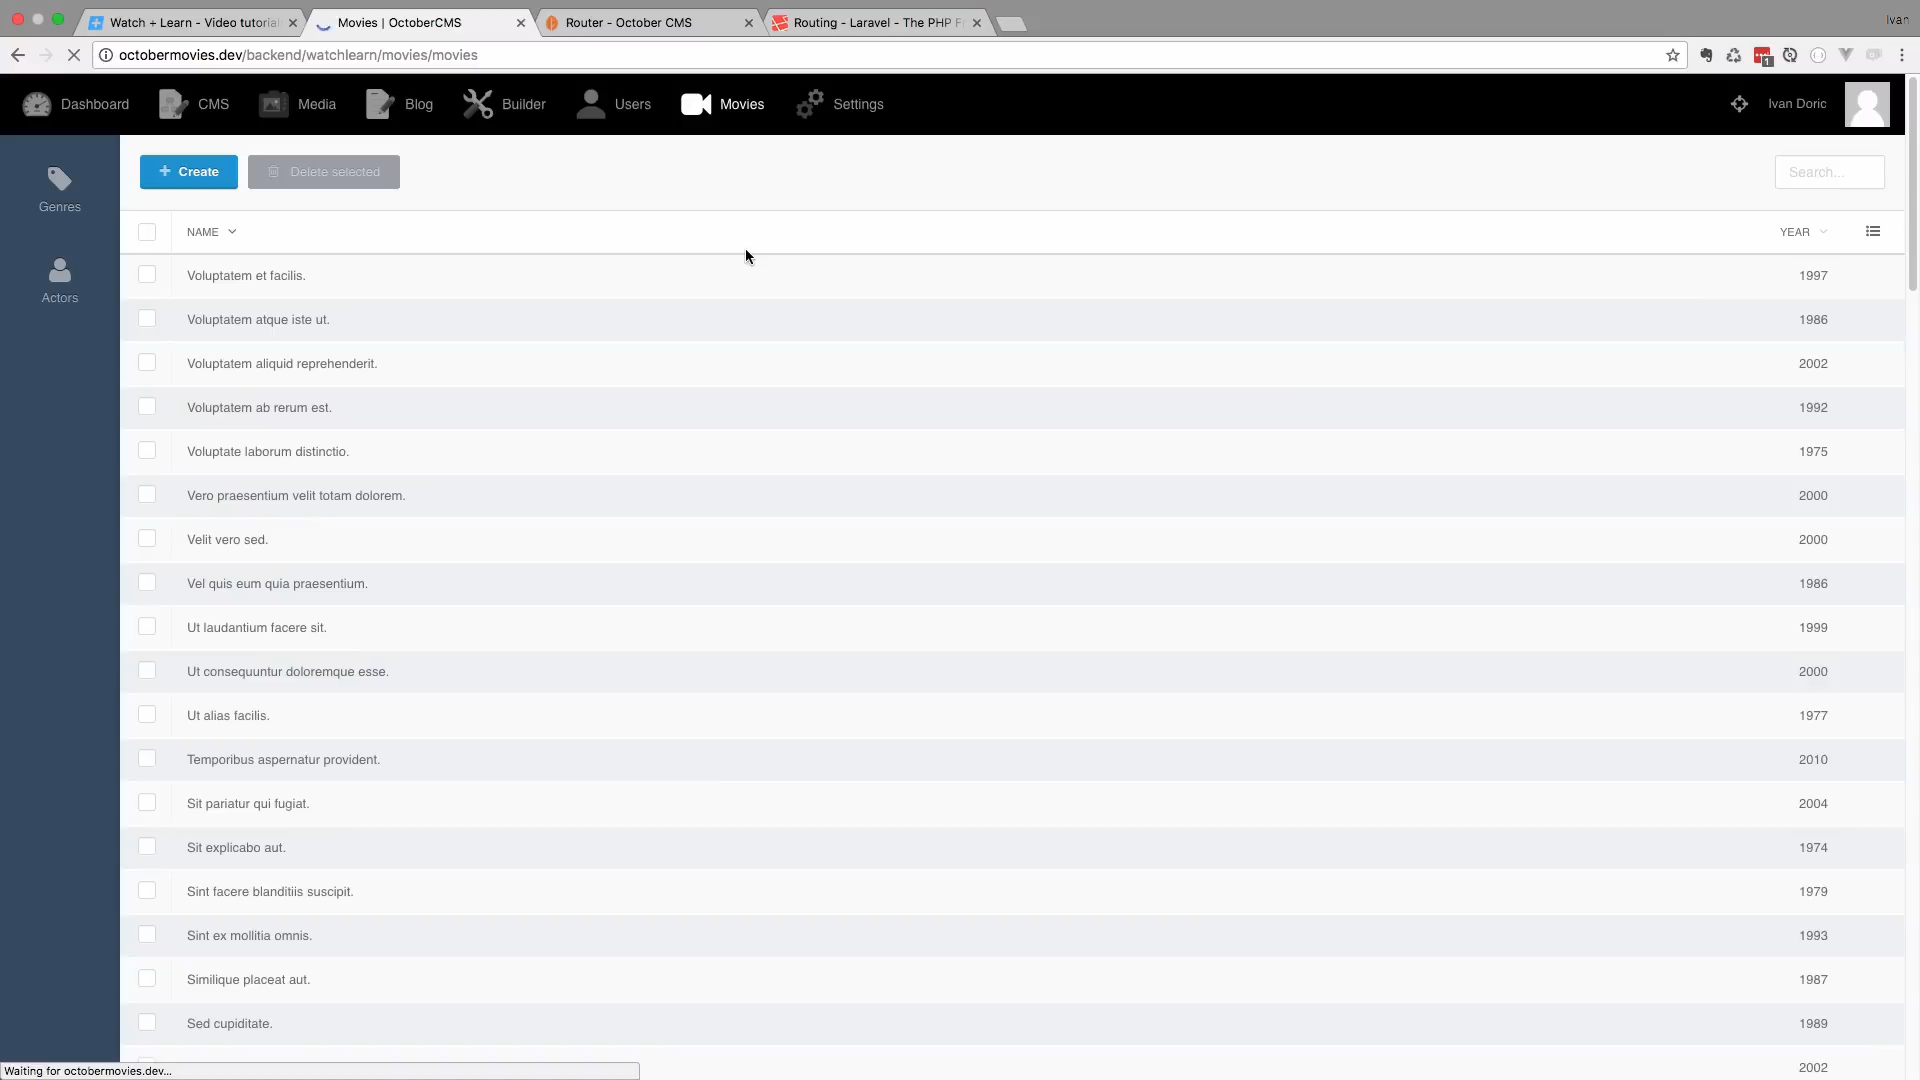 Watch + Learn - Video tutorial
Movies | OctoberCMS
Router - October CMS
Routing - Laravel - The PHP Fr
Ivan
octobermovies.dev/backend/watchlearn/movies/movies
1
Dashboard
CMS
Media
Blog
Builder
Users
Movies
Settings
Ivan Doric
Genres
Actors
+ Create
Delete selected
Search...
NAME YEAR
Voluptatem et facilis. 1997
Voluptatem atque iste ut. 1986
Voluptatem aliquid reprehenderit. 2002
Voluptatem ab rerum est. 1992
Voluptate laborum distinctio. 1975
Vero praesentium velit totam dolorem. 2000
Velit vero sed. 2000
Vel quis eum quia praesentium. 1986
Ut laudantium facere sit. 1999
Ut consequuntur doloremque esse. 2000
Ut alias facilis. 1977
Temporibus aspernatur provident. 2010
Sit pariatur qui fugiat. 2004
Sit explicabo aut. 1974
Sint facere blanditiis suscipit. 1979
Sint ex mollitia omnis. 1993
Similique placeat aut. 1987
Sed cupiditate. 1989
2002
Waiting for octobermovies.dev...